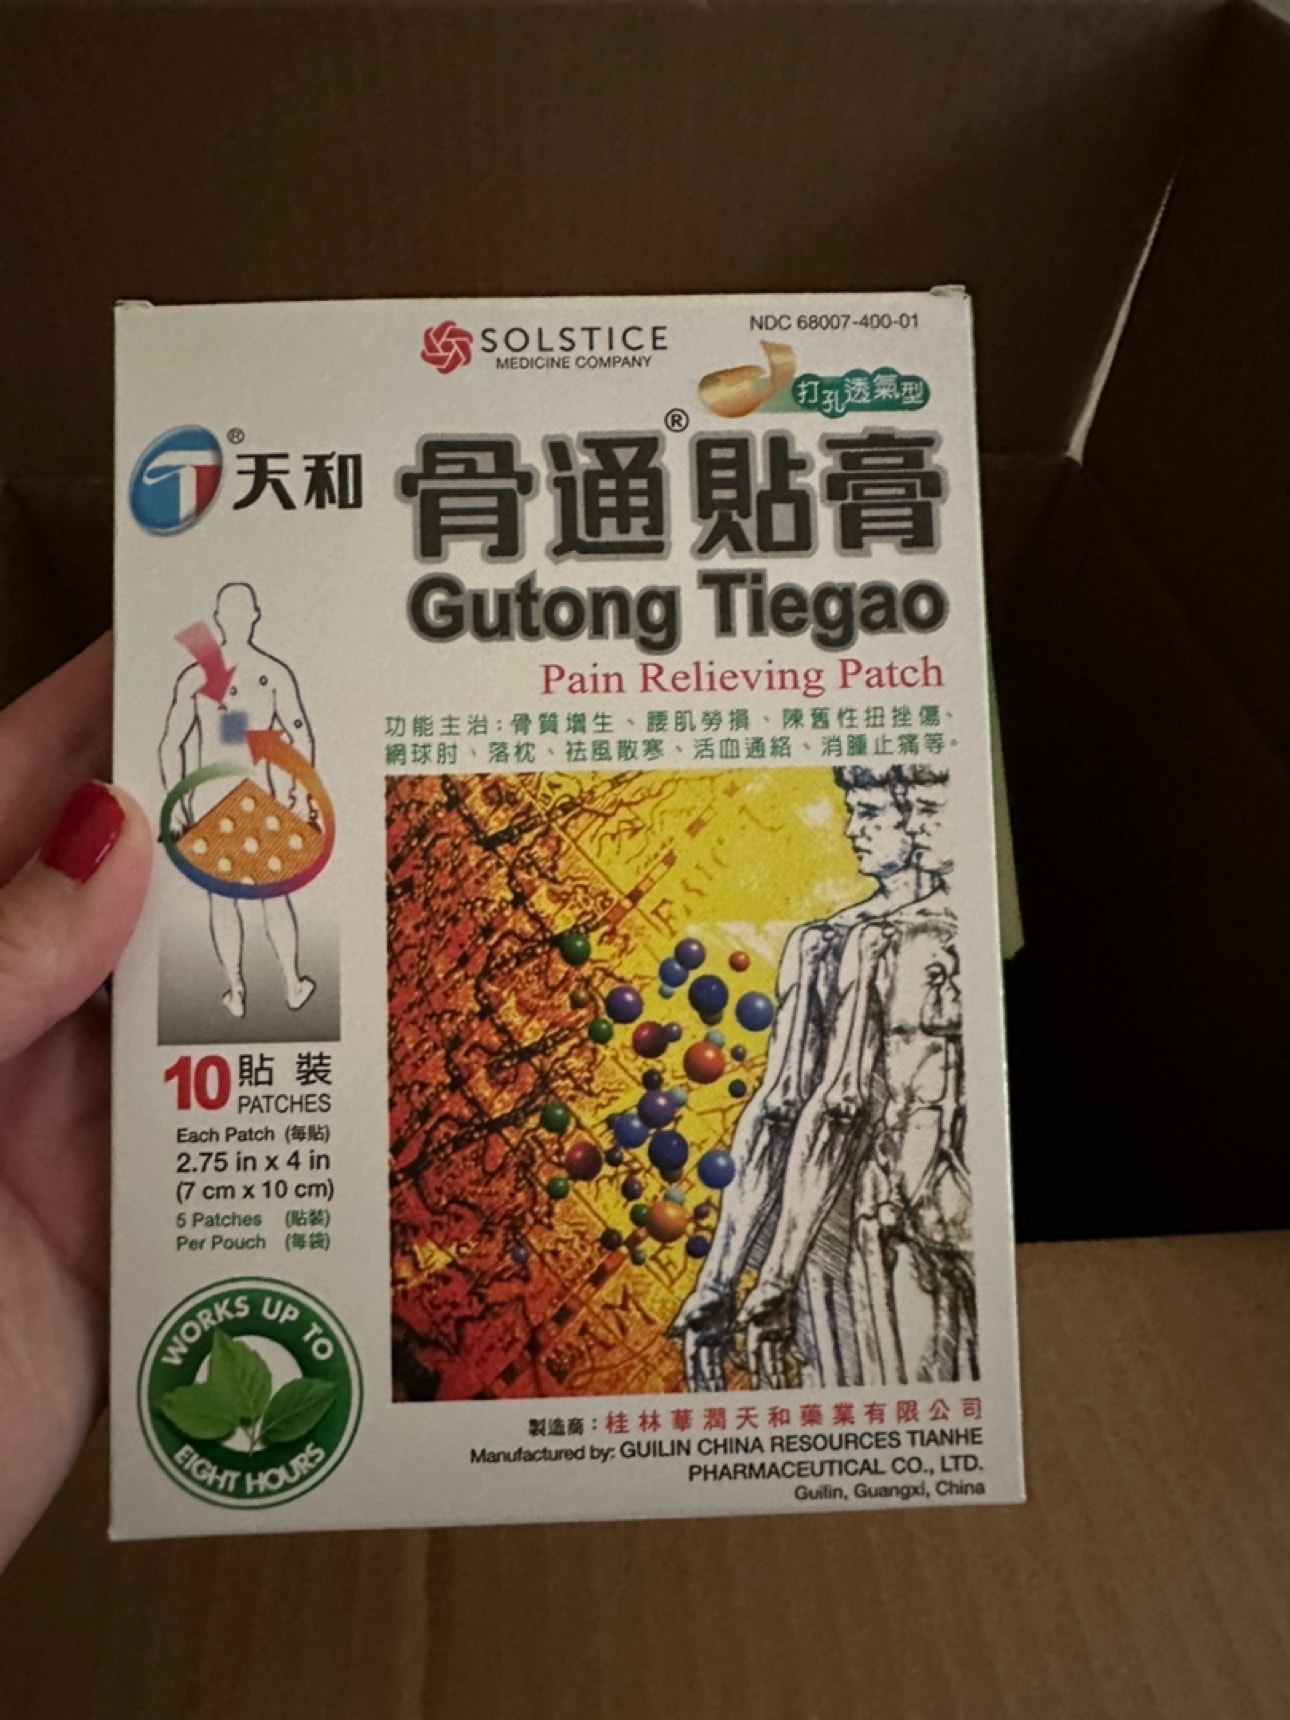 SOLSTICE
MEDICINE COMPANY
NDC 68007-400-01
打孔透氣型
®
天和
®
骨通貼膏
Gutong Tiegao
Pain Relieving Patch
功能主治：骨質增生、腰肌勞損、陳舊性扭挫傷、
網球肘、落枕、祛風散寒、活血通絡、消腫止痛等。
10 貼裝
PATCHES
Each Patch (每貼)
2.75 in x 4 in
(7 cm x 10 cm)
5 Patches (貼裝)
Per Pouch (每袋)
WORKS UP TO
EIGHT HOURS
製造商：桂林華潤天和藥業有限公司
Manufactured by: GUILIN CHINA RESOURCES TIANHE
PHARMACEUTICAL CO., LTD.
Guilin, Guangxi, China